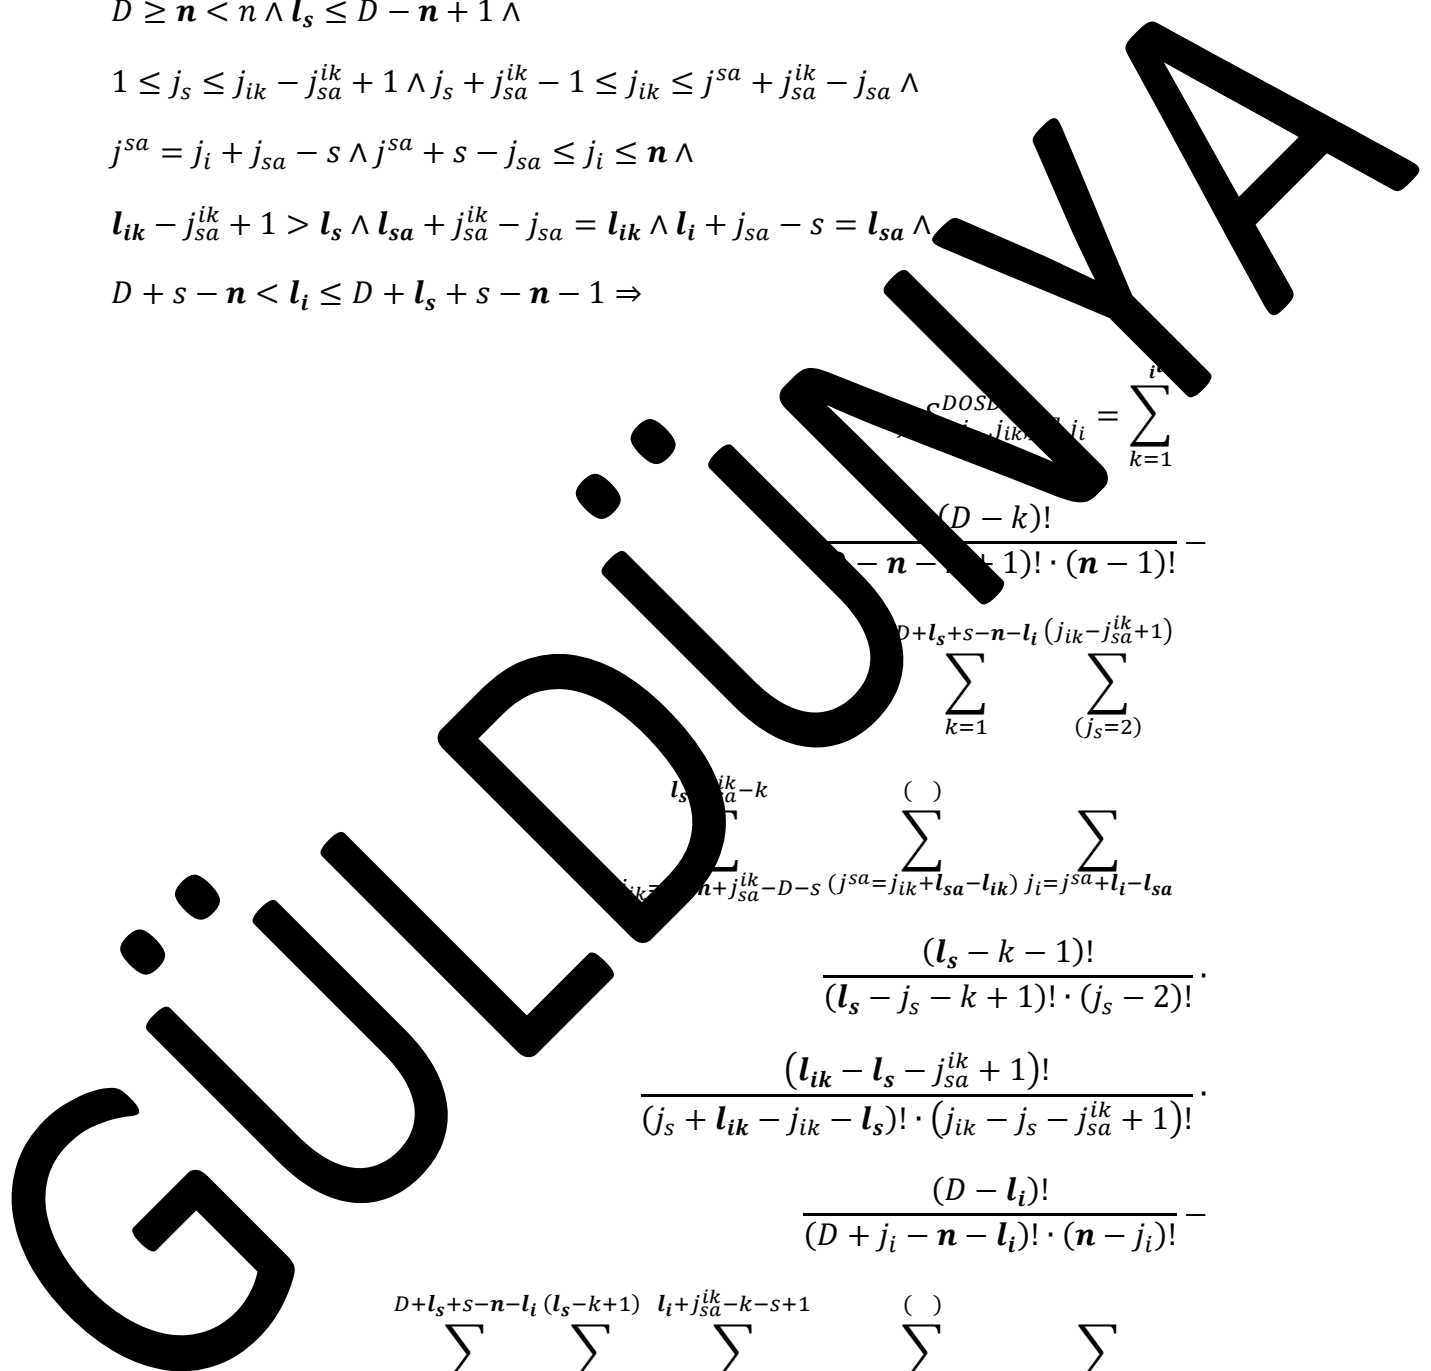 D ≥ n < n ∧ l_s ≤ D − n + 1 ∧
1 ≤ j_s ≤ j_{ik} − j_{sa}^{ik} + 1 ∧ j_s + j_{sa}^{ik} − 1 ≤ j_{ik} ≤ j^{sa} + j_{sa}^{ik} − j_{sa} ∧
j^{sa} = j_i + j_{sa} − s ∧ j^{sa} + s − j_{sa} ≤ j_i ≤ n ∧
l_{ik} − j_{sa}^{ik} + 1 > l_s ∧ l_{sa} + j_{sa}^{ik} − j_{sa} = l_{ik} ∧ l_i + j_{sa} − s = l_{sa} ∧
D + s − n < l_i ≤ D + l_s + s − n − 1 ⇒
j_i = ∑
k=1
(D − k)!
− n − + 1)! · (n − 1)! −
D+l_s+s−n−l_i (j_{ik}−j_{sa}^{ik}+1)
∑ ∑
k=1 (j_s=2)
−k ( )
∑ ∑ ∑
n+j_{sa}^{ik}−D−s (j^{sa}=j_{ik}+l_{sa}−l_{ik}) j_i=j^{sa}+l_i−l_{sa}
(l_s − k − 1)!
(l_s − j_s − k + 1)! · (j_s − 2)! ·
(l_{ik} − l_s − j_{sa}^{ik} + 1)!
(j_s + l_{ik} − j_{ik} − l_s)! · (j_{ik} − j_s − j_{sa}^{ik} + 1)! ·
(D − l_i)!
(D + j_i − n − l_i)! · (n − j_i)! −
D+l_s+s−n−l_i (l_s−k+1) l_i+j_{sa}^{ik}−k−s+1 ( )
∑ ∑ ∑ ∑ ∑
GÜLDÜNYA